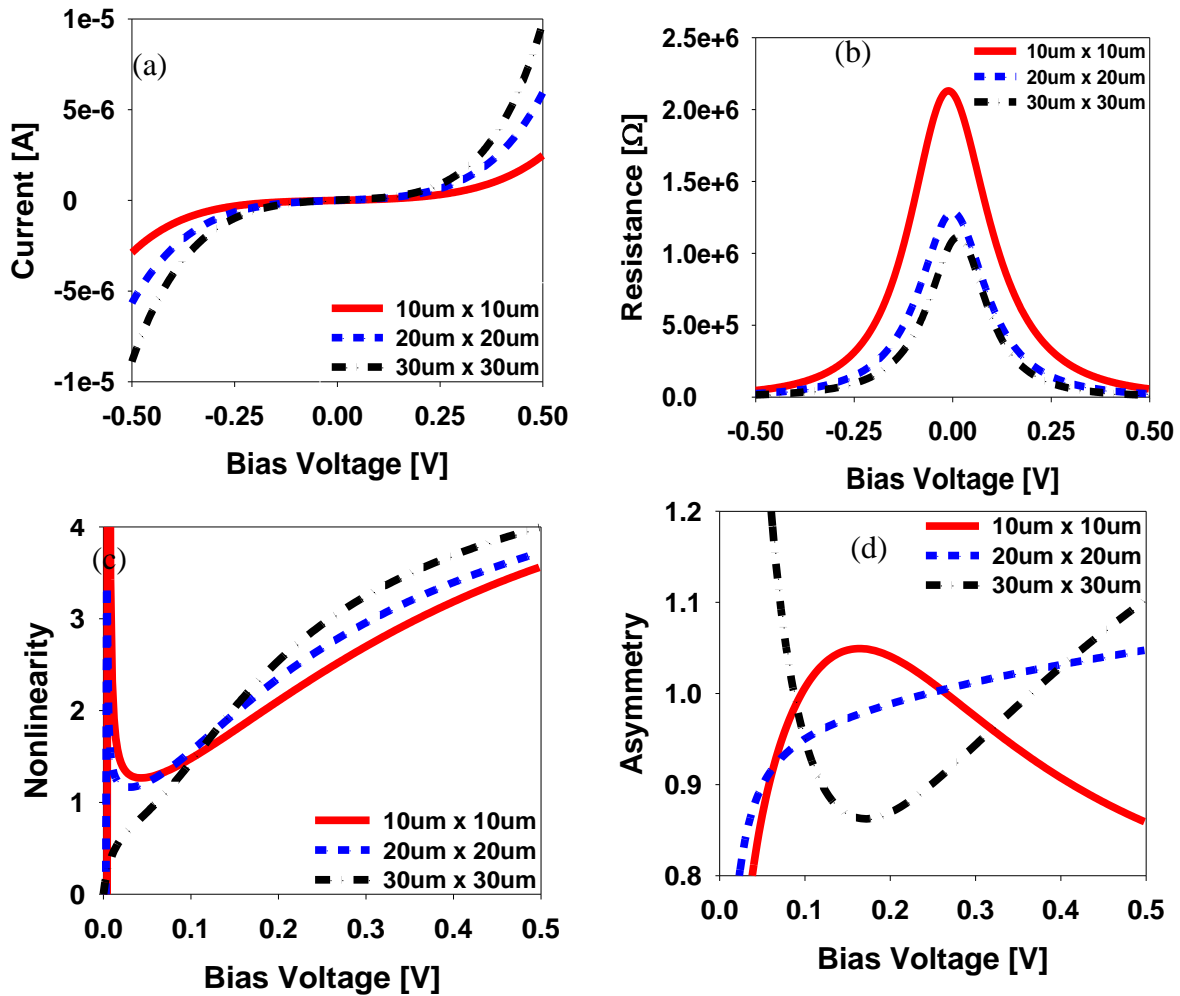 (a)
Current [A]
1e-5
5e-6
0
-5e-6
-1e-5
10um x 10um
20um x 20um
30um x 30um
-0.50 -0.25 0.00 0.25 0.50
Bias Voltage [V]
(b)
Resistance [Ω]
2.5e+6
2.0e+6
1.5e+6
1.0e+6
5.0e+5
0.0
10um x 10um
20um x 20um
30um x 30um
-0.50 -0.25 0.00 0.25 0.50
Bias Voltage [V]
(c)
Nonlinearity
4
3
2
1
0
10um x 10um
20um x 20um
30um x 30um
0.0 0.1 0.2 0.3 0.4 0.5
Bias Voltage [V]
(d)
Asymmetry
1.2
1.1
1.0
0.9
0.8
10um x 10um
20um x 20um
30um x 30um
0.0 0.1 0.2 0.3 0.4 0.5
Bias Voltage [V]